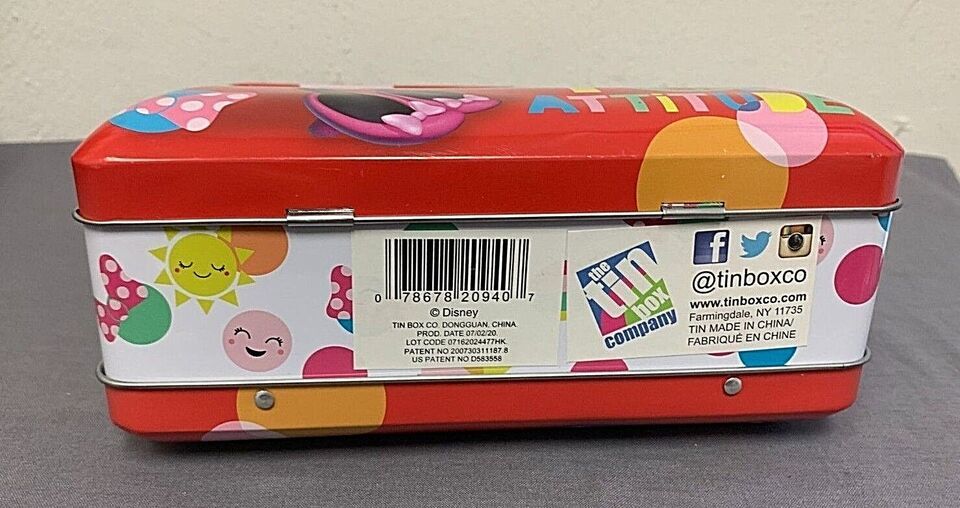 ATTITUDE
0 78678 20940 7
© Disney
TIN BOX CO. DONGGUAN, CHINA.
PROD. DATE 07/02/20.
LOT CODE 07162024477HK.
PATENT NO 200730311187.8
US PATENT NO D583558
the
tin
box
company
f
@tinboxco
www.tinboxco.com
Farmingdale, NY 11735
TIN MADE IN CHINA/
FABRIQUÉ EN CHINE